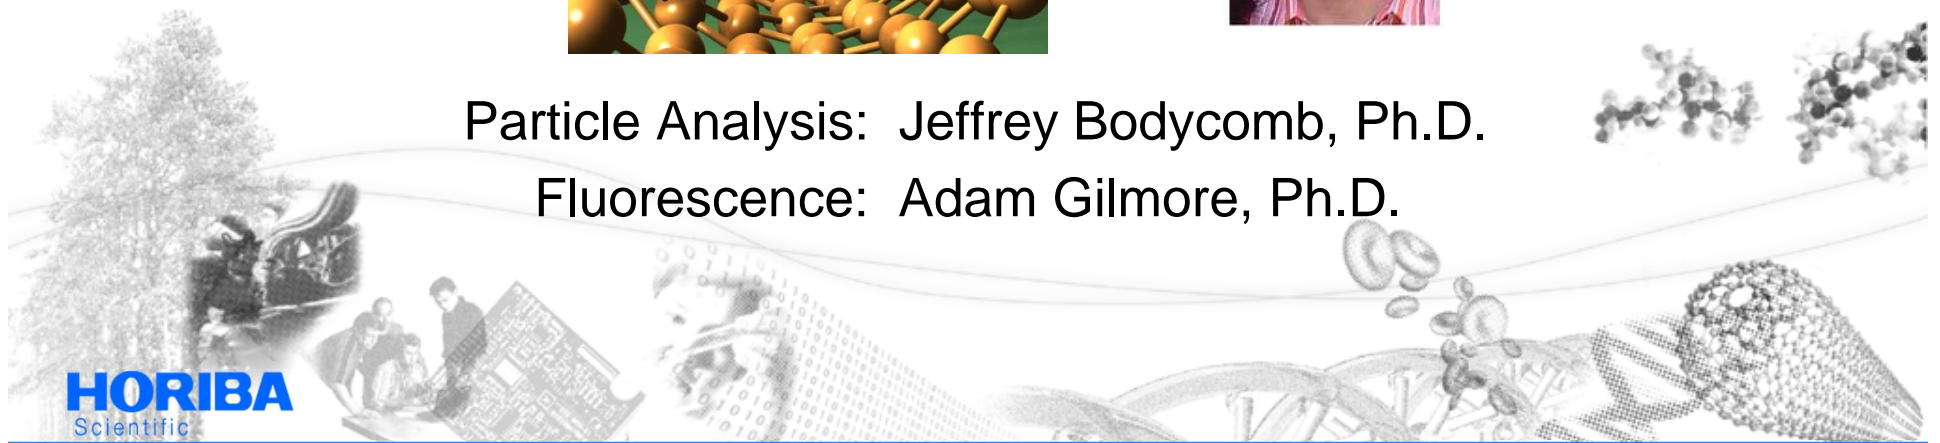 Particle Analysis: Jeffrey Bodycomb, Ph.D.
Fluorescence: Adam Gilmore, Ph.D.
HORIBA
Scientific